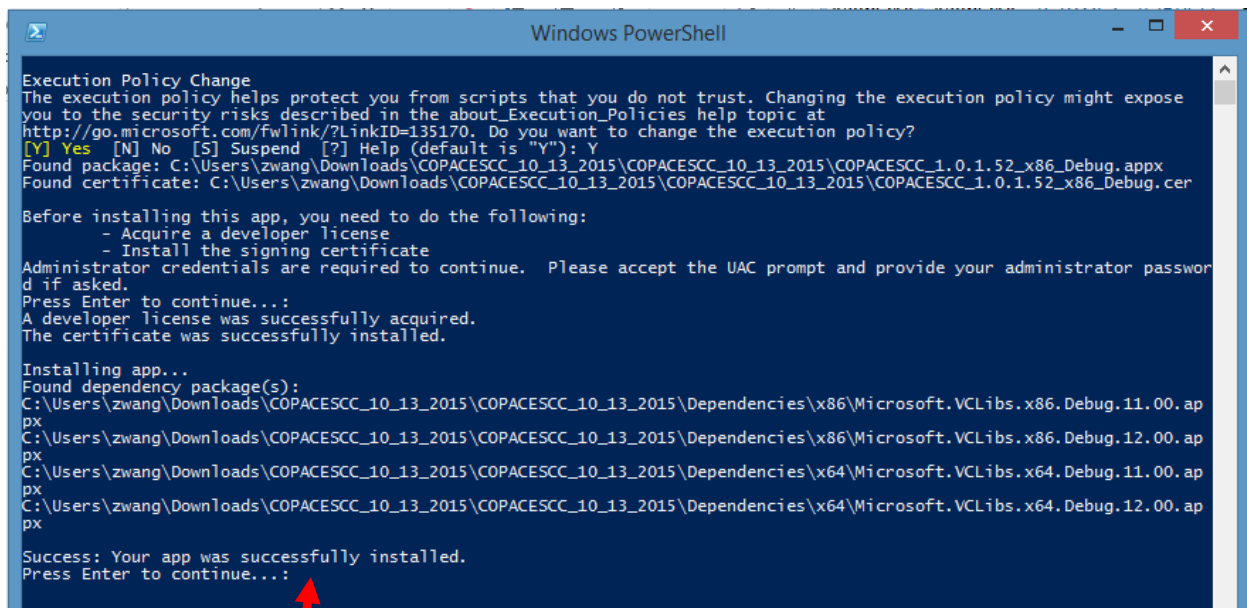 Windows PowerShell
Execution Policy Change
The execution policy helps protect you from scripts that you do not trust. Changing the execution policy might expose
you to the security risks described in the about_Execution_Policies help topic at
http://go.microsoft.com/fwlink/?LinkID=135170. Do you want to change the execution policy?
[Y] Yes  [N] No  [S] Suspend  [?] Help (default is "Y"): Y
Found package: C:\Users\zwang\Downloads\COPACESCC_10_13_2015\COPACESCC_10_13_2015\COPACESCC_1.0.1.52_x86_Debug.appx
Found certificate: C:\Users\zwang\Downloads\COPACESCC_10_13_2015\COPACESCC_10_13_2015\COPACESCC_1.0.1.52_x86_Debug.cer
Before installing this app, you need to do the following:
- Acquire a developer license
- Install the signing certificate
Administrator credentials are required to continue.  Please accept the UAC prompt and provide your administrator passwor
d if asked.
Press Enter to continue...:
A developer license was successfully acquired.
The certificate was successfully installed.
Installing app...
Found dependency package(s):
C:\Users\zwang\Downloads\COPACESCC_10_13_2015\COPACESCC_10_13_2015\Dependencies\x86\Microsoft.VCLibs.x86.Debug.11.00.ap
px
C:\Users\zwang\Downloads\COPACESCC_10_13_2015\COPACESCC_10_13_2015\Dependencies\x86\Microsoft.VCLibs.x86.Debug.12.00.ap
px
C:\Users\zwang\Downloads\COPACESCC_10_13_2015\COPACESCC_10_13_2015\Dependencies\x64\Microsoft.VCLibs.x64.Debug.11.00.ap
px
C:\Users\zwang\Downloads\COPACESCC_10_13_2015\COPACESCC_10_13_2015\Dependencies\x64\Microsoft.VCLibs.x64.Debug.12.00.ap
px
Success: Your app was successfully installed.
Press Enter to continue...: